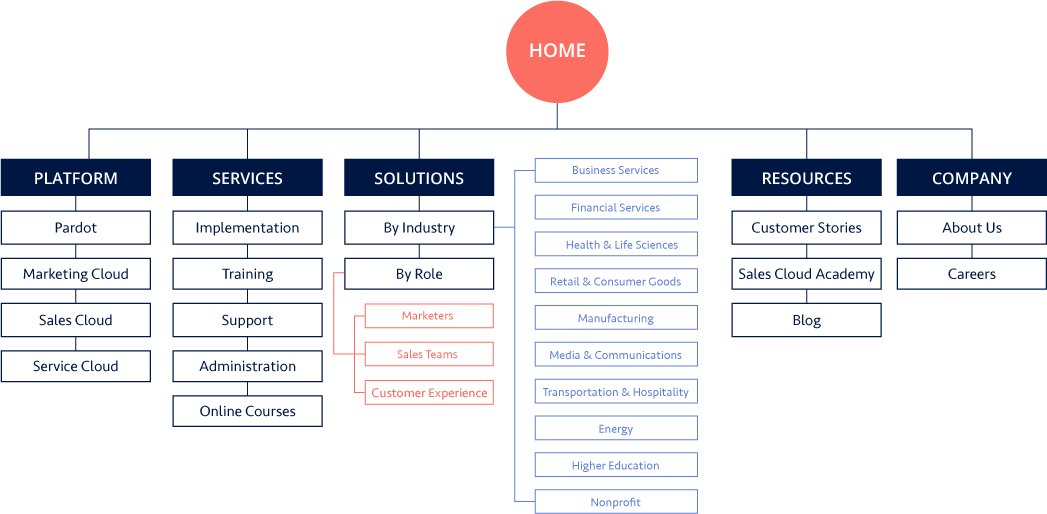 HOME
PLATFORM
Pardot
Marketing Cloud
Sales Cloud
Service Cloud
SERVICES
Implementation
Training
Support
Administration
Online Courses
SOLUTIONS
By Industry
By Role
Marketers
Sales Teams
Customer Experience
Business Services
Financial Services
Health & Life Sciences
Retail & Consumer Goods
Manufacturing
Media & Communications
Transportation & Hospitality
Energy
Higher Education
Nonprofit
RESOURCES
Customer Stories
Sales Cloud Academy
Blog
COMPANY
About Us
Careers